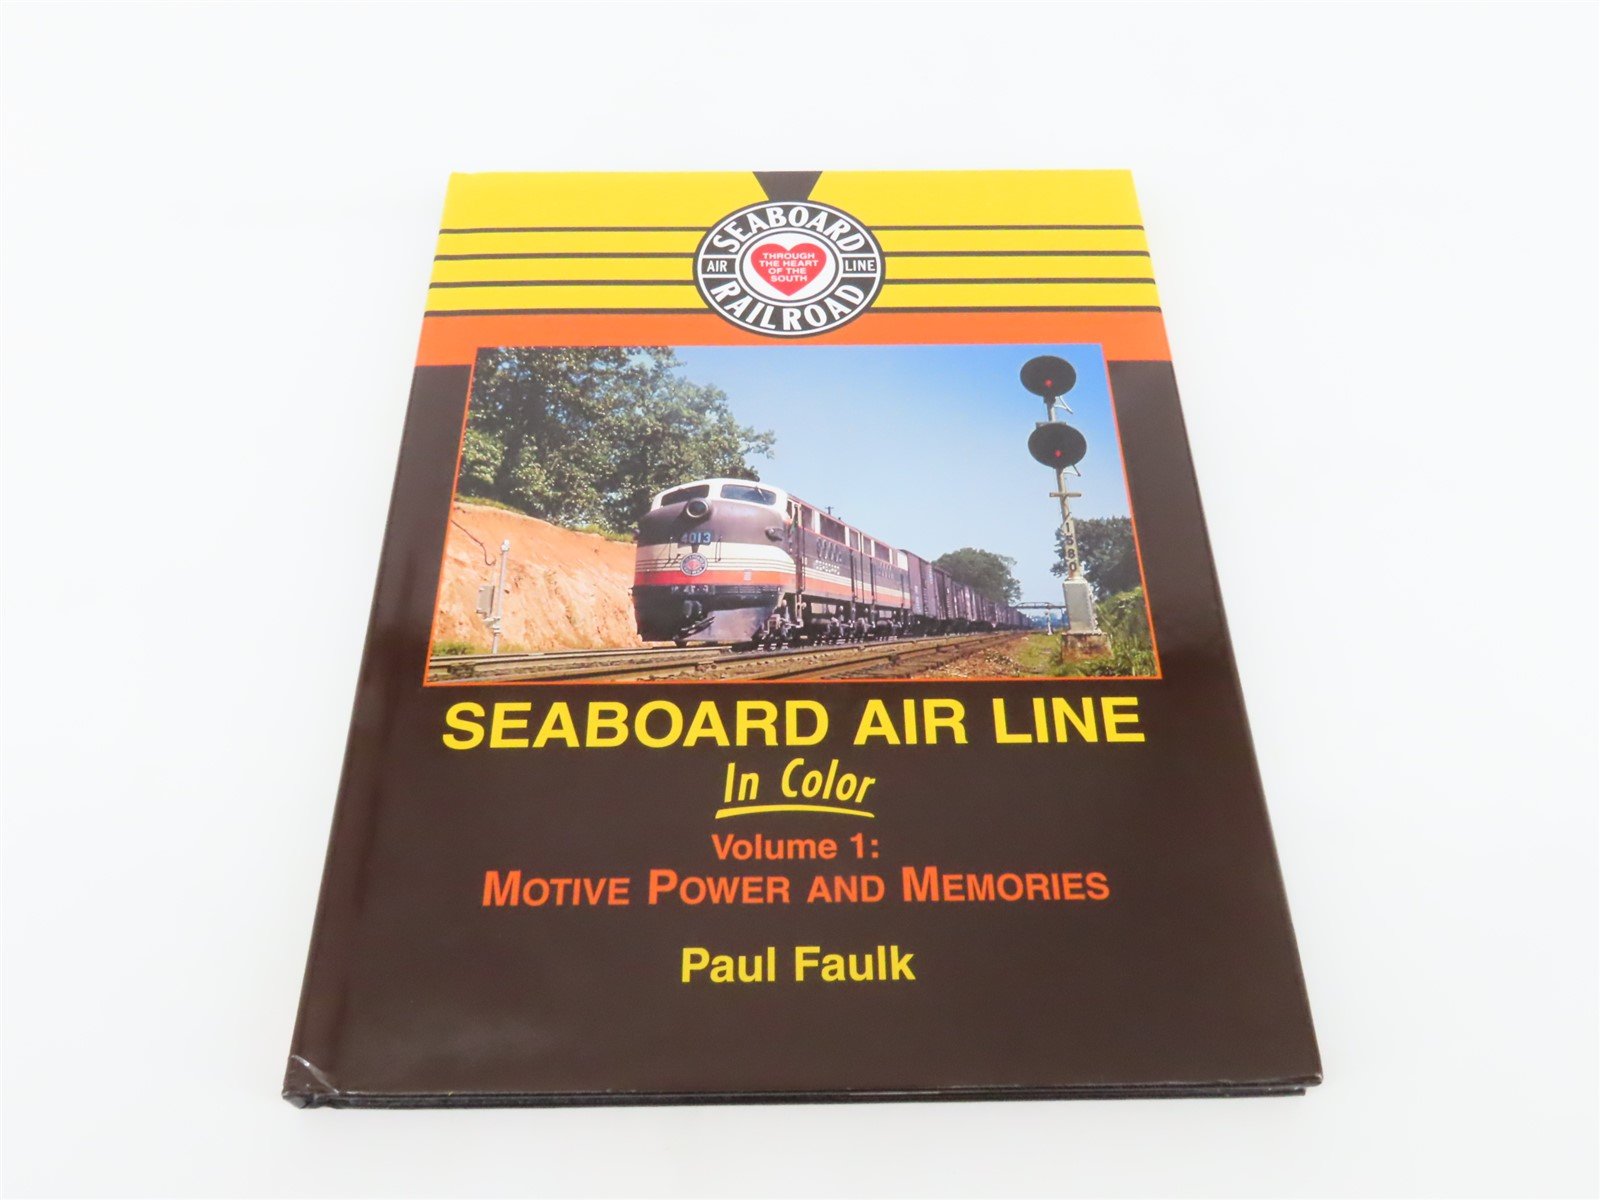 SEABOARD
AIR LINE
RAILROAD
THROUGH
THE HEART
OF THE
SOUTH
4013
1380
SEABOARD AIR LINE
In Color
Volume 1:
MOTIVE POWER AND MEMORIES
Paul Faulk